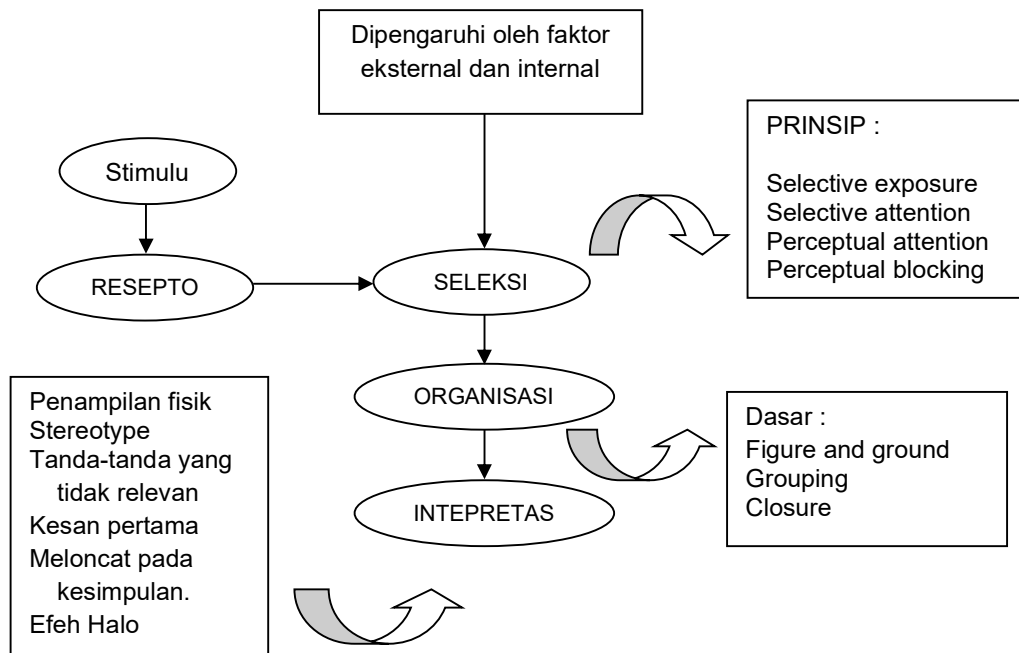 Dipengaruhi oleh faktor
eksternal dan internal
Stimulu
RESEPTO
SELEKSI
PRINSIP :
Selective exposure
Selective attention
Perceptual attention
Perceptual blocking
ORGANISASI
Dasar :
Figure and ground
Grouping
Closure
INTEPRETAS
Penampilan fisik
Stereotype
Tanda-tanda yang
tidak relevan
Kesan pertama
Meloncat pada
kesimpulan.
Efeh Halo